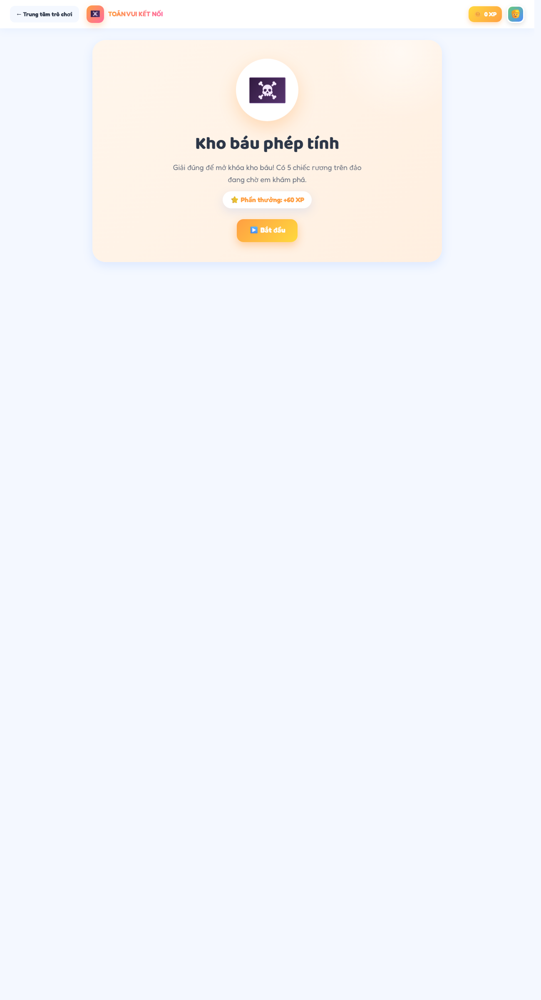 ← Trung tâm trò chơi
TOÁN VUI KẾT NỐI
0 XP
Kho báu phép tính
Giải đúng để mở khóa kho báu! Có 5 chiếc rương trên đảo
đang chờ em khám phá.
Phần thưởng: +60 XP
Bắt đầu